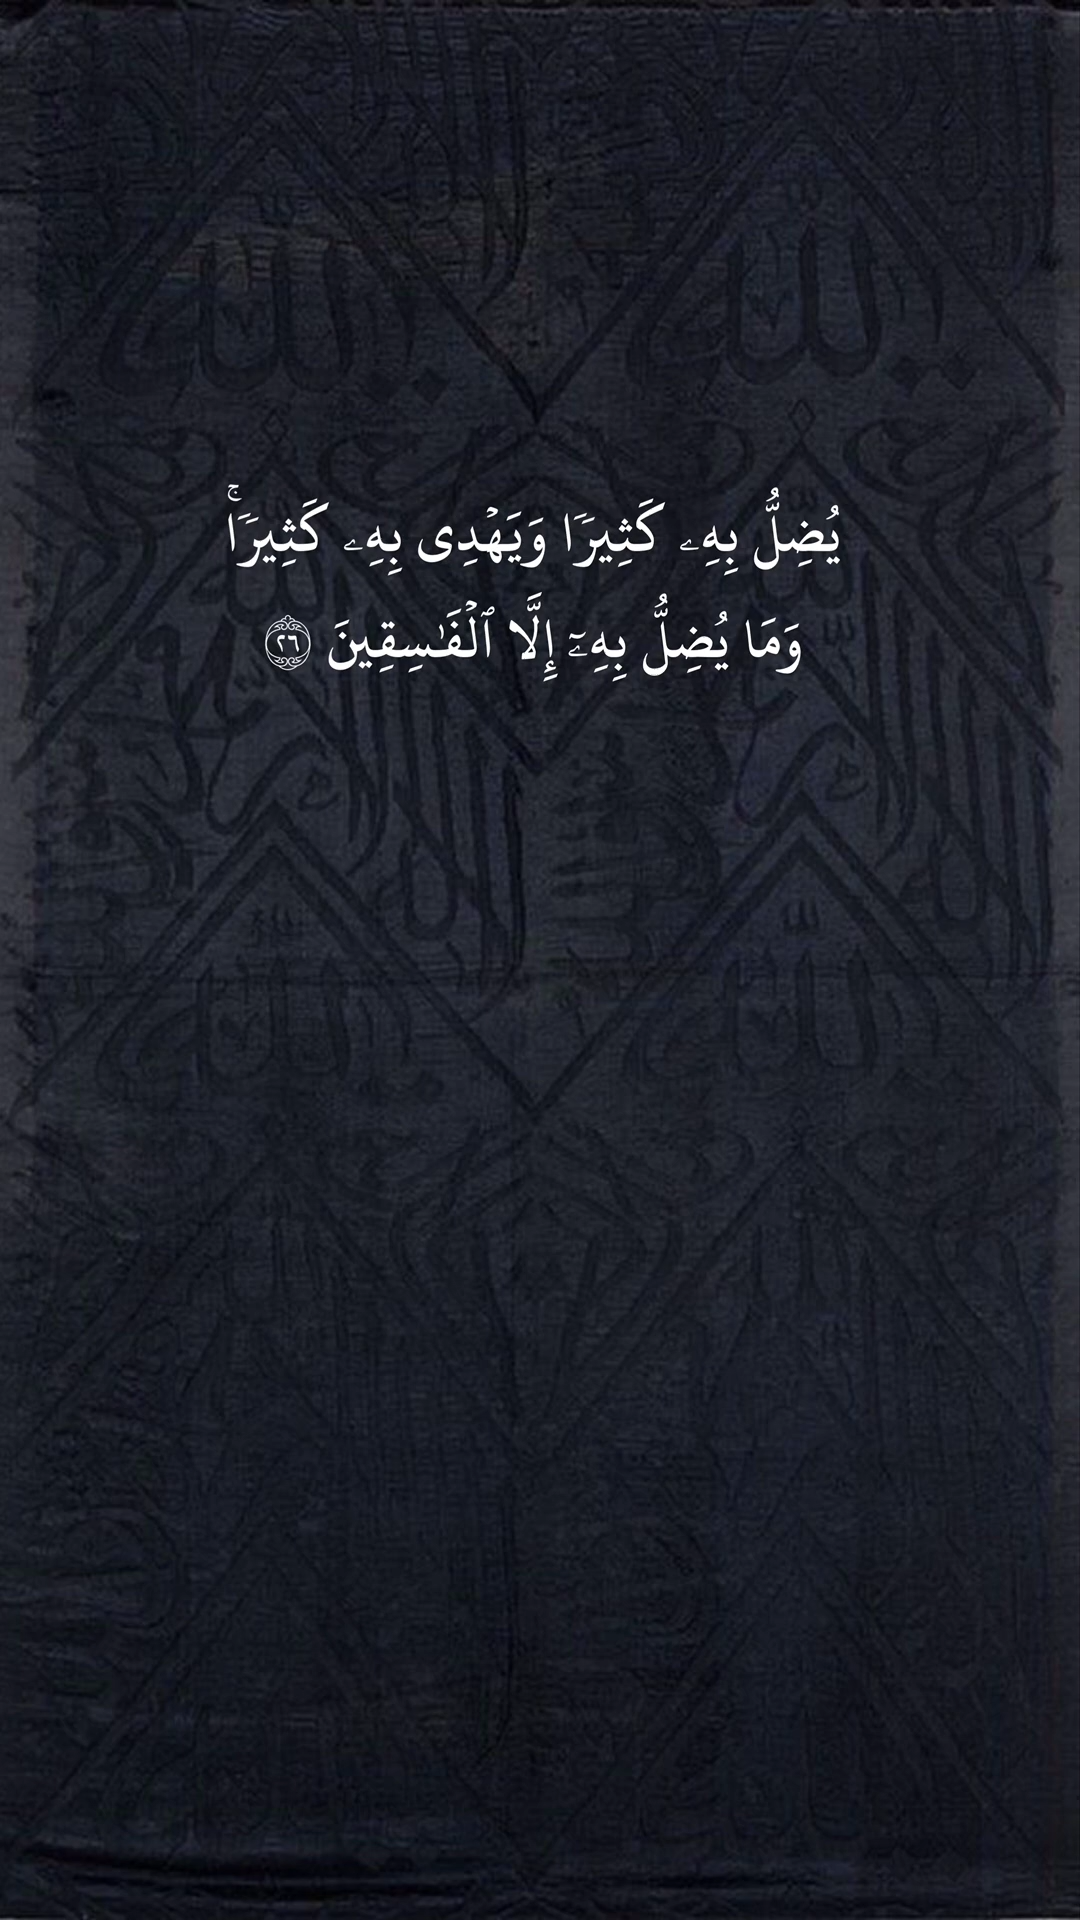 يُضِلُّ بِهِۦ كَثِيرٗا وَيَهۡدِي بِهِۦ كَثِيرٗاۚ
وَمَا يُضِلُّ بِهِۦٓ إِلَّا ٱلۡفَٰسِقِينَ ٢٦